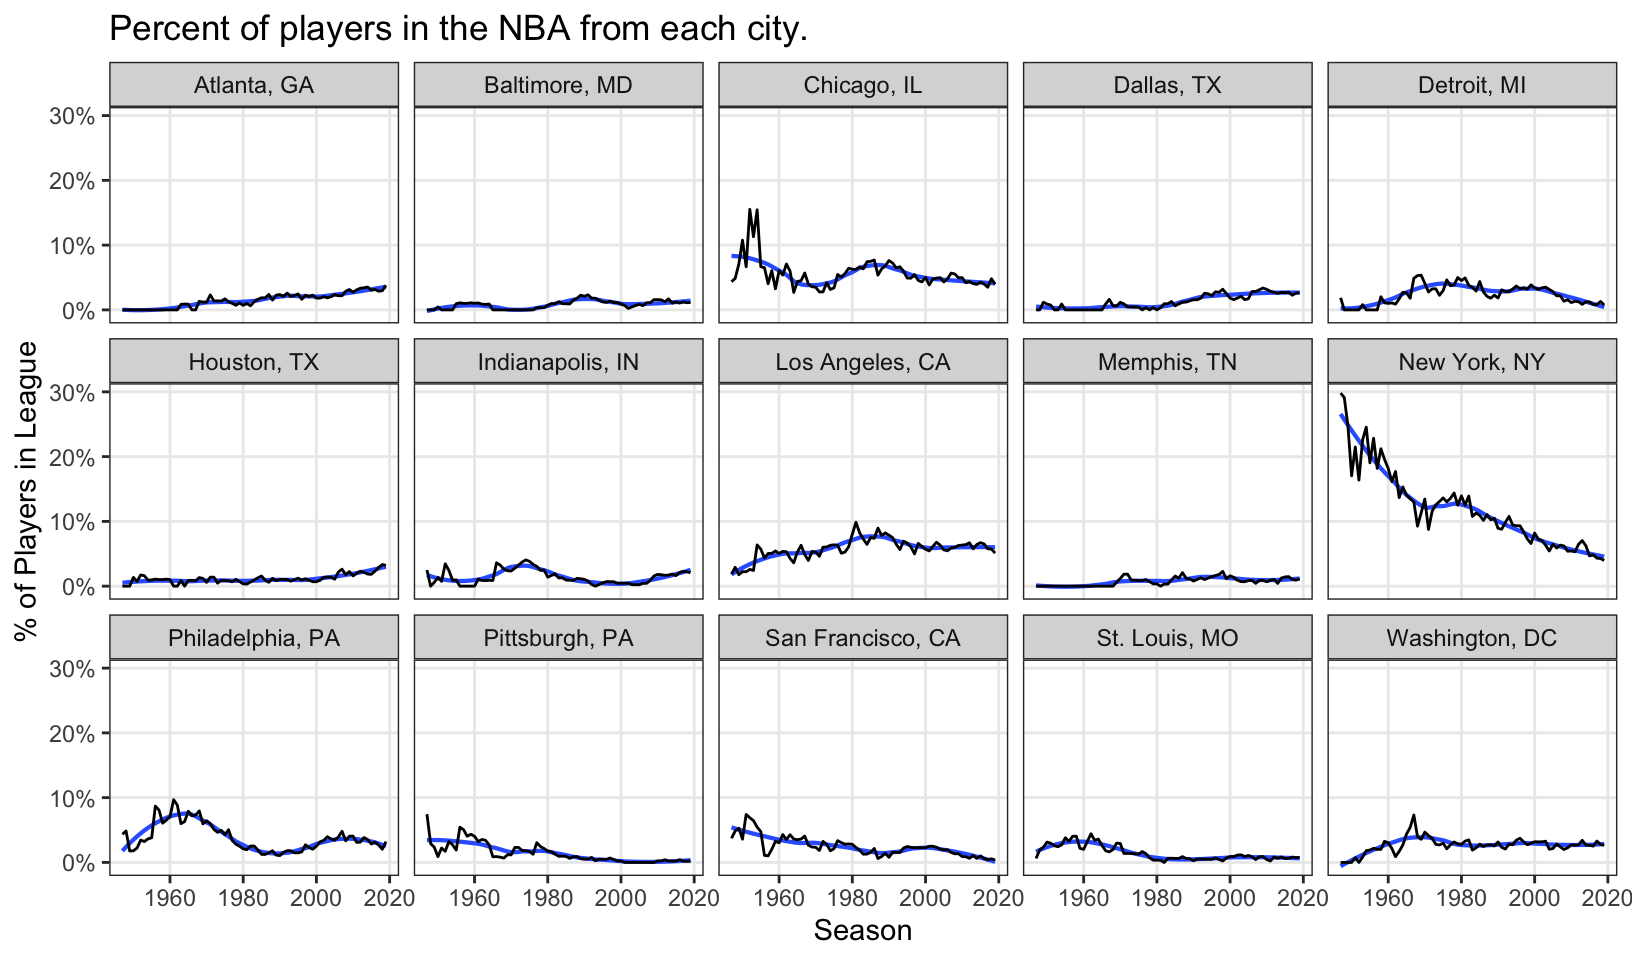 Percent of players in the NBA from each city.
Atlanta, GA
Baltimore, MD
Chicago, IL
Dallas, TX
Detroit, MI
30%
20%
10%
0%
Houston, TX
Indianapolis, IN
Los Angeles, CA
Memphis, TN
New York, NY
30%
20%
10%
0%
% of Players in League
Philadelphia, PA
Pittsburgh, PA
San Francisco, CA
St. Louis, MO
Washington, DC
30%
20%
10%
0%
1960 1980 2000 2020
1960 1980 2000 2020
1960 1980 2000 2020
1960 1980 2000 2020
1960 1980 2000 2020
Season